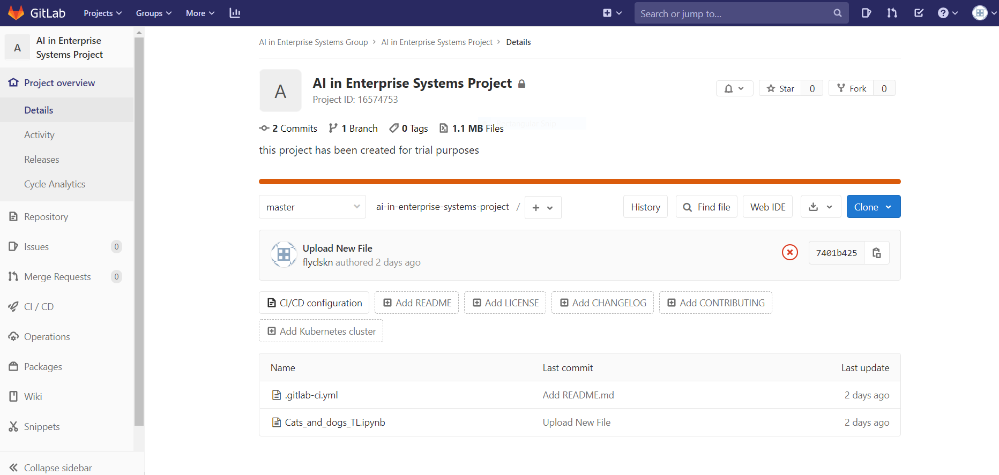 GitLab Projects Groups More Search or jump to...
A AI in Enterprise Systems Project
Project overview
Details
Activity
Releases
Cycle Analytics
Repository
Issues 0
Merge Requests 0
CI / CD
Operations
Packages
Wiki
Snippets
Collapse sidebar
AI in Enterprise Systems Group > AI in Enterprise Systems Project > Details
A
AI in Enterprise Systems Project
Project ID: 16574753
Star 0 Fork 0
2 Commits 1 Branch 0 Tags 1.1 MB Files
Rectangular Snip
this project has been created for trial purposes
master ai-in-enterprise-systems-project / + History Find file Web IDE Clone
Upload New File
flyclskn authored 2 days ago
7401b425
CI/CD configuration Add README Add LICENSE Add CHANGELOG Add CONTRIBUTING
Add Kubernetes cluster
Name Last commit Last update
.gitlab-ci.yml Add README.md 2 days ago
Cats_and_dogs_TL.ipynb Upload New File 2 days ago